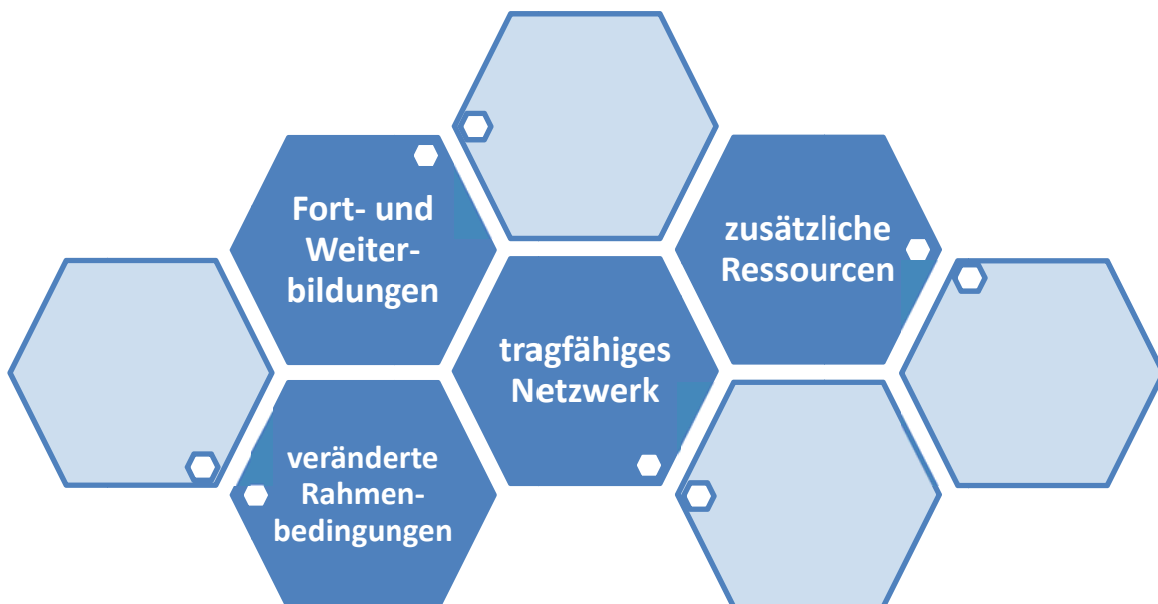 Fort- und
Weiter-
bildungen
zusätzliche
Ressourcen
tragfähiges
Netzwerk
veränderte
Rahmen-
bedingungen